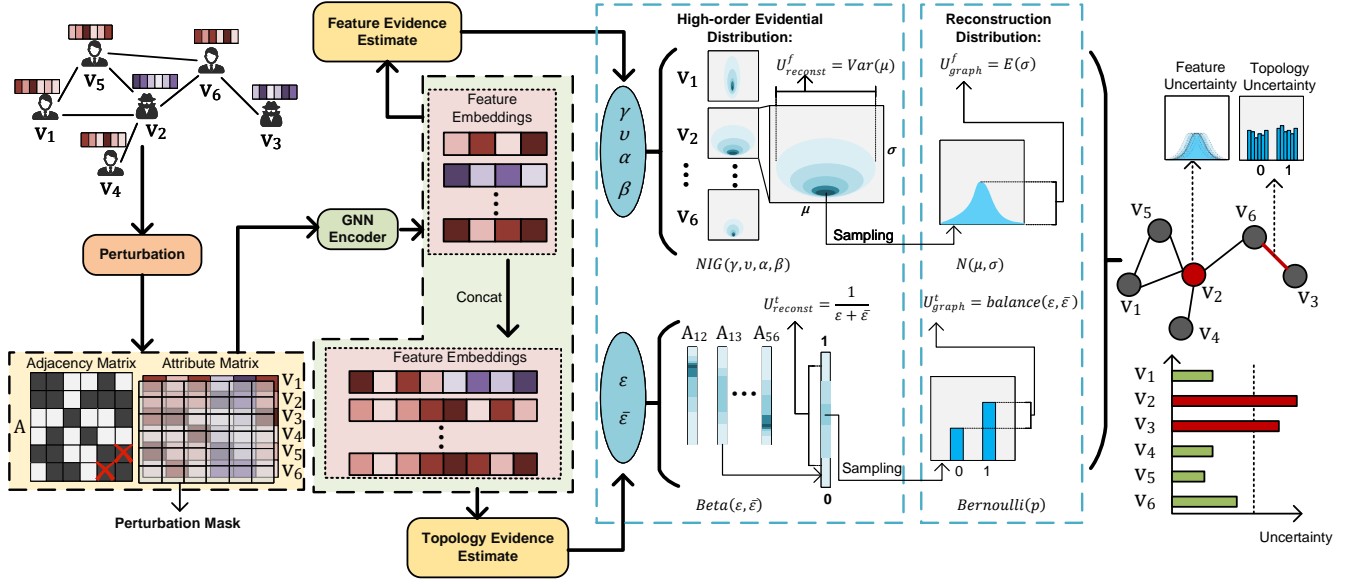 V₅
V₆
V₁
V₂
V₃
V₄
Perturbation
Adjacency Matrix
Attribute Matrix
A
V₁
V₂
V₃
V₄
V₅
V₆
Perturbation Mask
GNN
Encoder
Feature Evidence
Estimate
Feature
Embeddings
Concat
Feature Embeddings
Topology Evidence
Estimate
γ
υ
α
β
ε
ε̄
High-order Evidential
Distribution:
V₁
V₂
V₆
U^f_reconst = Var(μ)
σ
μ
Sampling
NIG(γ, υ, α, β)
U^t_reconst = 1/(ε + ε̄)
A₁₂
A₁₃
A₅₆
1
0
Sampling
Beta(ε, ε̄)
Reconstruction
Distribution:
U^f_graph = E(σ)
N(μ, σ)
U^t_graph = balance(ε, ε̄)
0
1
Bernoulli(p)
Feature
Uncertainty
Topology
Uncertainty
0
1
V₅
V₆
V₁
V₂
V₃
V₄
V₁
V₂
V₃
V₄
V₅
V₆
Uncertainty